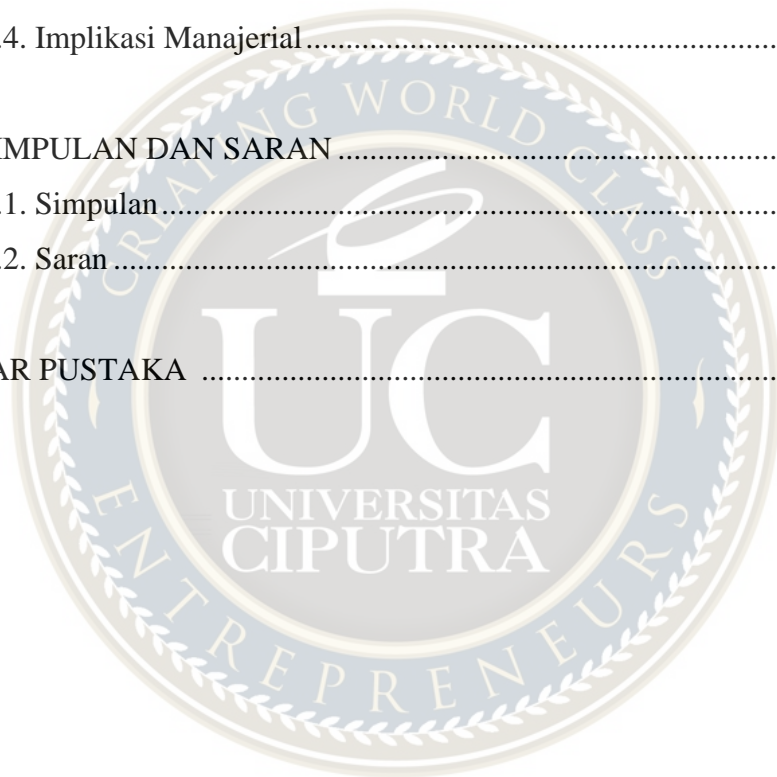 .4. Implikasi Manajerial.......................................................
IMPULAN DAN SARAN ....................................................
.1. Simpulan.........................................................................
.2. Saran ...............................................................................
AR PUSTAKA .....................................................................
CREATING WORLD CLASS
UC
UNIVERSITAS
CIPUTRA
ENTREPRENEURS